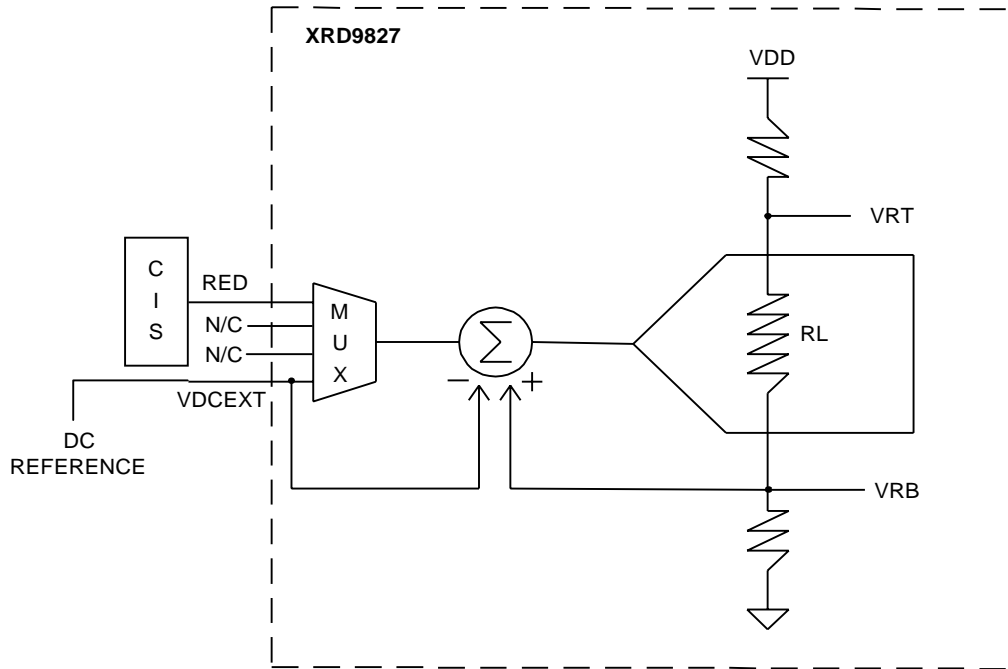 XRD9827
VDD
VRT
C
I
S
RED
N/C
N/C
VDCEXT
M
U
X
Σ
−
+
RL
DC
REFERENCE
VRB